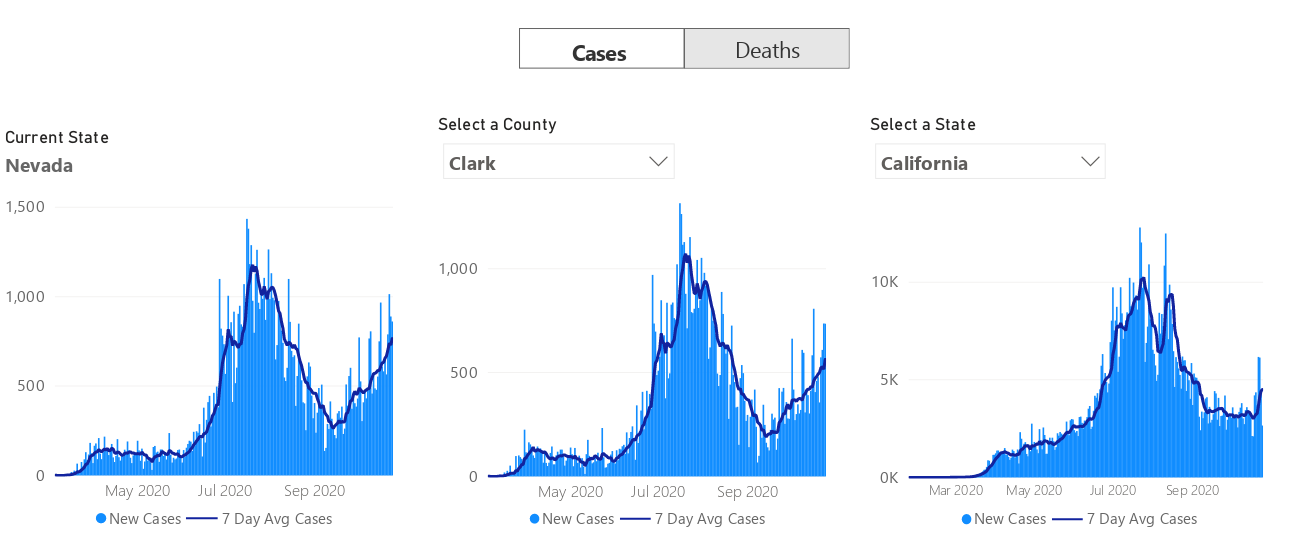 Cases Deaths
Current State
Nevada
1,500
1,000
500
0
May 2020 Jul 2020 Sep 2020
New Cases 7 Day Avg Cases
Select a County
Clark
1,000
500
0
May 2020 Jul 2020 Sep 2020
New Cases 7 Day Avg Cases
Select a State
California
10K
5K
0K
Mar 2020 May 2020 Jul 2020 Sep 2020
New Cases 7 Day Avg Cases